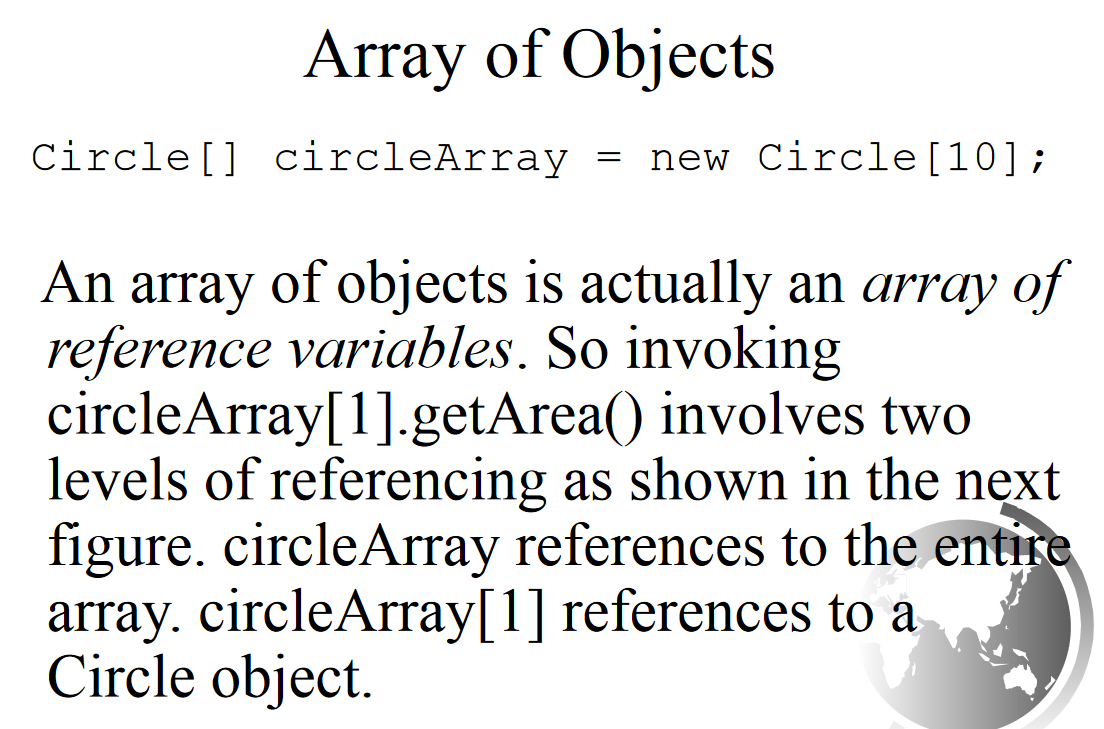 Array of Objects
Circle[] circleArray = new Circle[10];
An array of objects is actually an array of
reference variables. So invoking
circleArray[1].getArea() involves two
levels of referencing as shown in the next
figure. circleArray references to the entire
array. circleArray[1] references to a
Circle object.